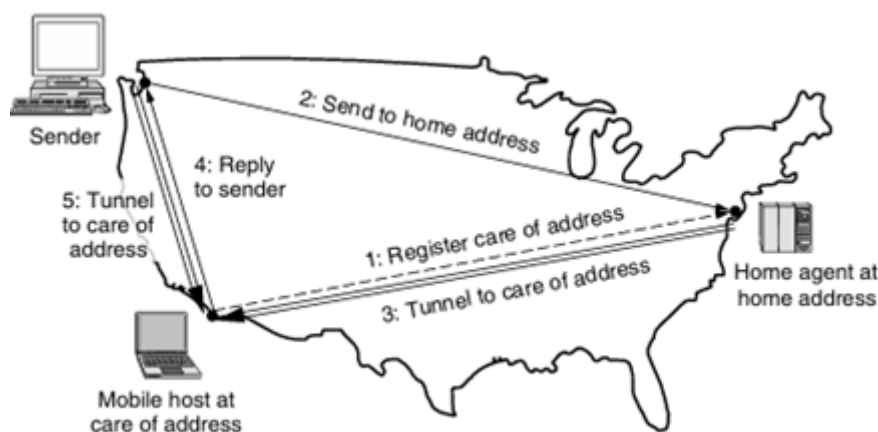 Sender
2: Send to home address
4: Reply
to sender
5: Tunnel
to care of
address
1: Register care of address
3: Tunnel to care of address
Home agent at
home address
Mobile host at
care of address